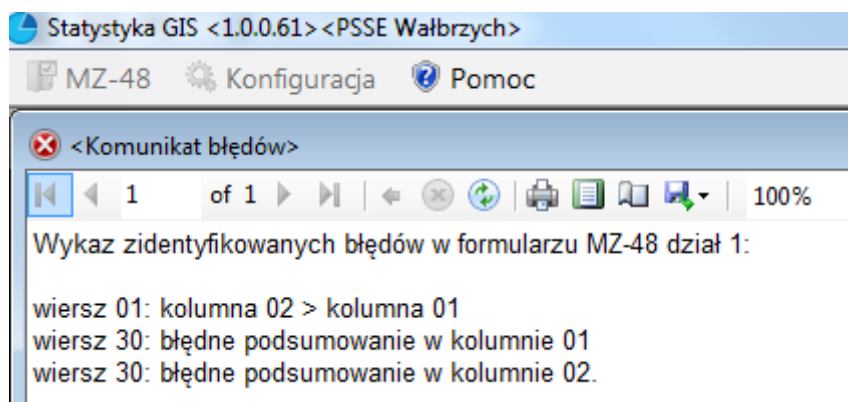 Statystyka GIS <1.0.0.61><PSSE Wałbrzych>
MZ-48 Konfiguracja Pomoc
<Komunikat błędów>
1 of 1 100%
Wykaz zidentyfikowanych błędów w formularzu MZ-48 dział 1:
wiersz 01: kolumna 02 > kolumna 01
wiersz 30: błędne podsumowanie w kolumnie 01
wiersz 30: błędne podsumowanie w kolumnie 02.